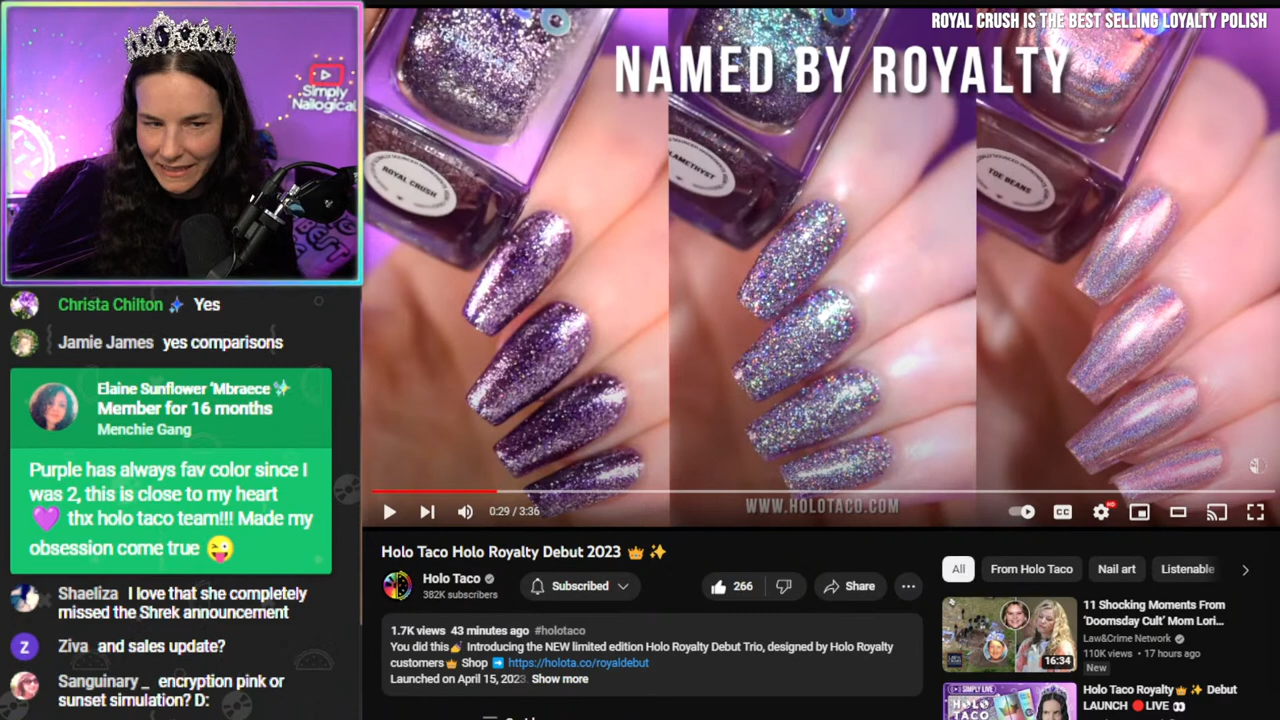 ROYAL CRUSH IS THE BEST SELLING LOYALTY POLISH
NAMED BY ROYALTY
Simply
Nailogical
ROYAL CRUSH
TOE BEANS
Christa Chilton Yes
Jamie James yes comparisons
Elaine Sunflower 'Mbraece
Member for 16 months
Menchie Gang
Purple has always fav color since I
was 2, this is close to my heart
💜 thx holo taco team!!! Made my
obsession come true 😜
Shaeliza I love that she completely
missed the Shrek announcement
Z
Ziva and sales update?
Sanguinary _ encryption pink or
sunset simulation? D:
WWW.HOLOTACO.COM
0:29 / 3:36
CC
HD
Holo Taco Holo Royalty Debut 2023 👑✨
Holo Taco
382K subscribers
Subscribed
266
Share
1.7K views 43 minutes ago #holotaco
You did this💅 Introducing the NEW limited edition Holo Royalty Debut Trio, designed by Holo Royalty
customers👑 Shop ➡️ https://holota.co/royaldebut
Launched on April 15, 2023. Show more
All
From Holo Taco
Nail art
Listenable
11 Shocking Moments From
'Doomsday Cult' Mom Lori...
Law&Crime Network
110K views • 17 hours ago
New
16:34
Holo Taco Royalty👑✨ Debut
LAUNCH 🔴LIVE 👀
SIMPLY LIVE
HOLO
TACO